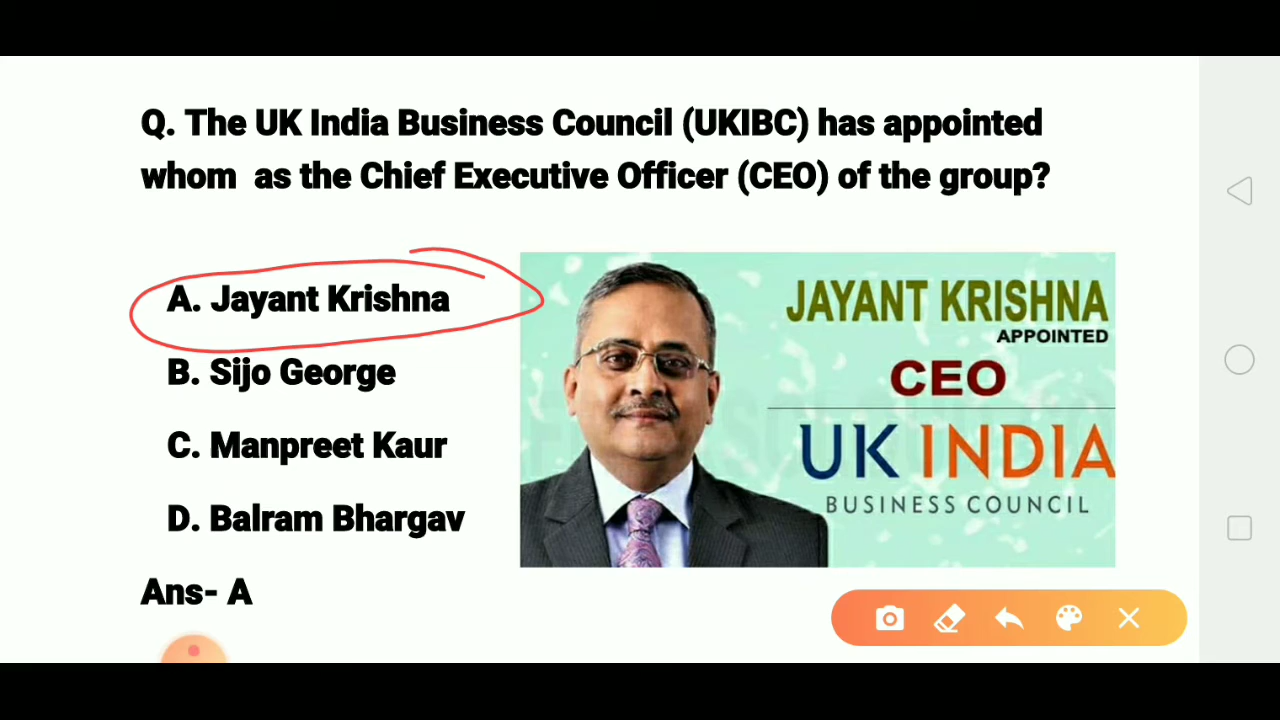 Q. The UK India Business Council (UKIBC) has appointed
whom as the Chief Executive Officer (CEO) of the group?
A. Jayant Krishna
B. Sijo George
C. Manpreet Kaur
D. Balram Bhargav
Ans- A
JAYANT KRISHNA
APPOINTED
CEO
UK INDIA
BUSINESS COUNCIL